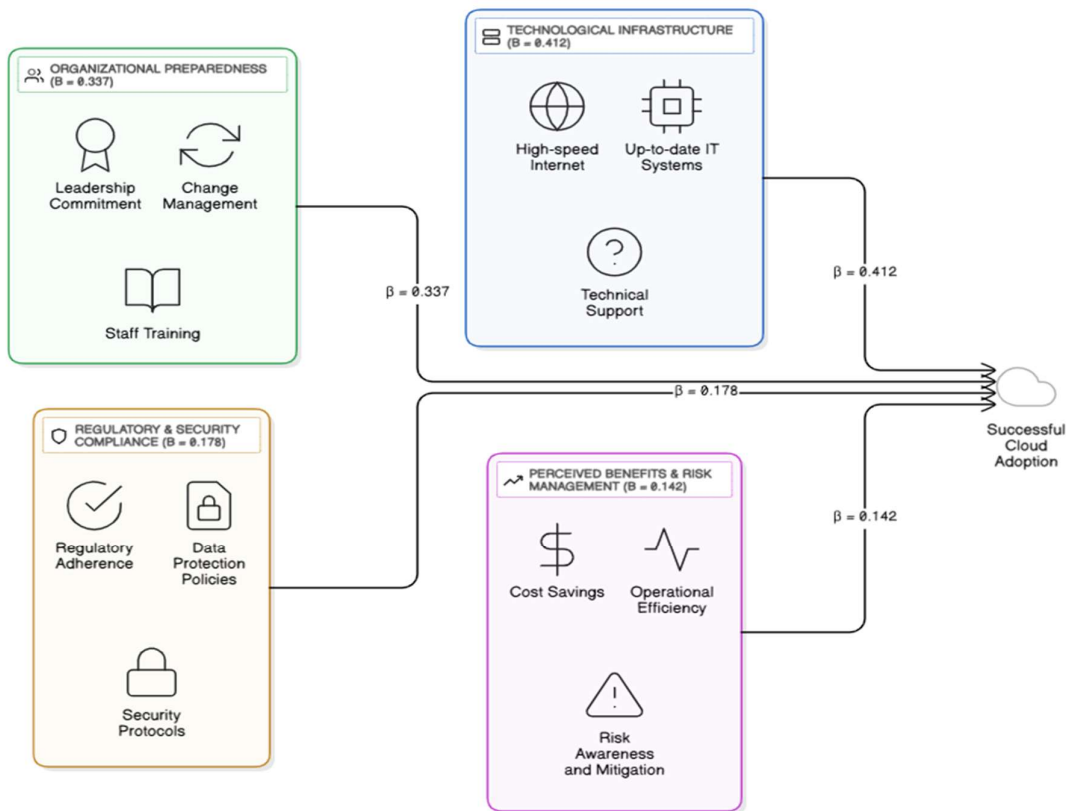 ORGANIZATIONAL PREPAREDNESS
(B = 0.337)
Leadership
Commitment
Change
Management
Staff Training
TECHNOLOGICAL INFRASTRUCTURE
(B = 0.412)
High-speed
Internet
Up-to-date IT
Systems
Technical
Support
β = 0.337
β = 0.412
β = 0.178
Successful
Cloud
Adoption
REGULATORY & SECURITY
COMPLIANCE (B = 0.178)
Regulatory
Adherence
Data
Protection
Policies
Security
Protocols
PERCEIVED BENEFITS & RISK
MANAGEMENT (B = 0.142)
Cost Savings
Operational
Efficiency
Risk
Awareness
and Mitigation
β = 0.142